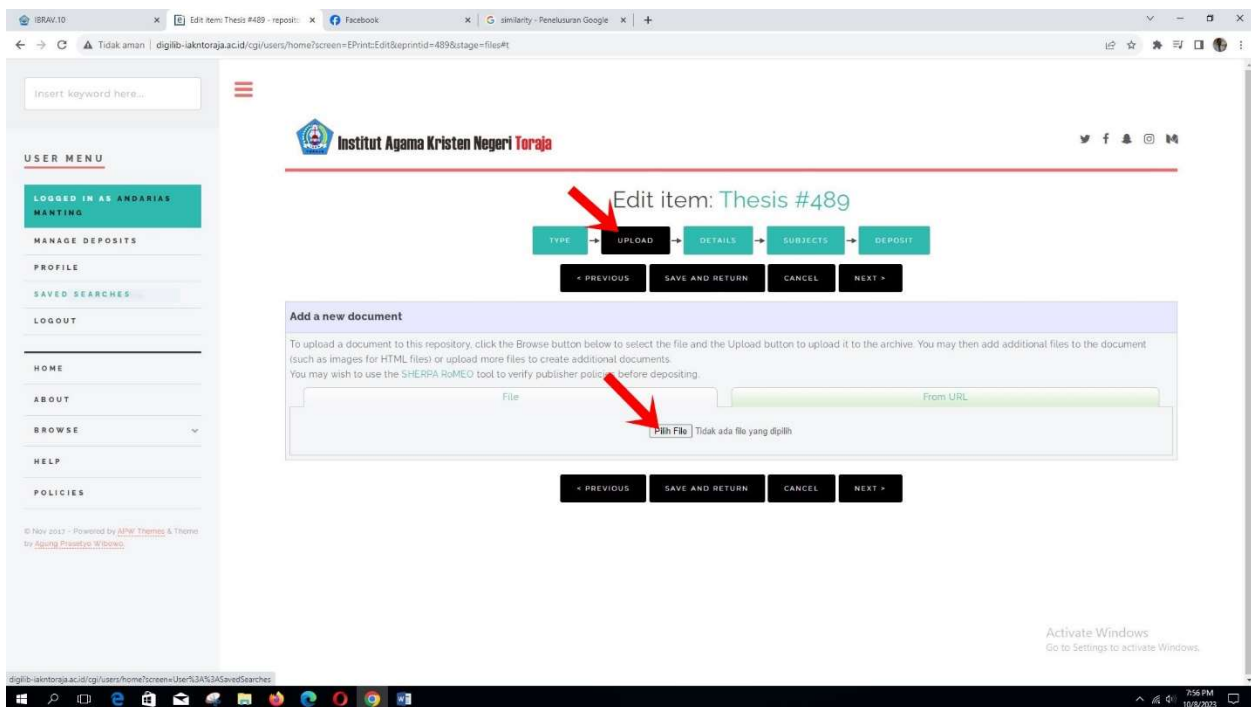 IBRAV.10
Edit item: Thesis #489 - reposito
Facebook
similarity - Penelusuran Google
Tidak aman
digilib-iakntoraja.ac.id/cgi/users/home?screen=EPrint::Edit&eprintid=489&stage=files#t
Insert keyword here...
Institut Agama Kristen Negeri Toraja
USER MENU
LOGGED IN AS ANDARIAS
MANTING
MANAGE DEPOSITS
PROFILE
SAVED SEARCHES
LOGOUT
HOME
ABOUT
BROWSE
HELP
POLICIES
© Nov 2017 - Powered by APW Themes & Theme
by Agung Prasetyo Wibowo.
Edit item: Thesis #489
TYPE → UPLOAD → DETAILS → SUBJECTS → DEPOSIT
< PREVIOUS SAVE AND RETURN CANCEL NEXT >
Add a new document
To upload a document to this repository, click the Browse button below to select the file and the Upload button to upload it to the archive. You may then add additional files to the document
(such as images for HTML files) or upload more files to create additional documents.
You may wish to use the SHERPA RoMEO tool to verify publisher policies before depositing.
File From URL
Pilih File Tidak ada file yang dipilih
< PREVIOUS SAVE AND RETURN CANCEL NEXT >
Activate Windows
Go to Settings to activate Windows.
digilib-iakntoraja.ac.id/cgi/users/home?screen=User%3A%3ASavedSearches
7:56 PM
10/8/2023